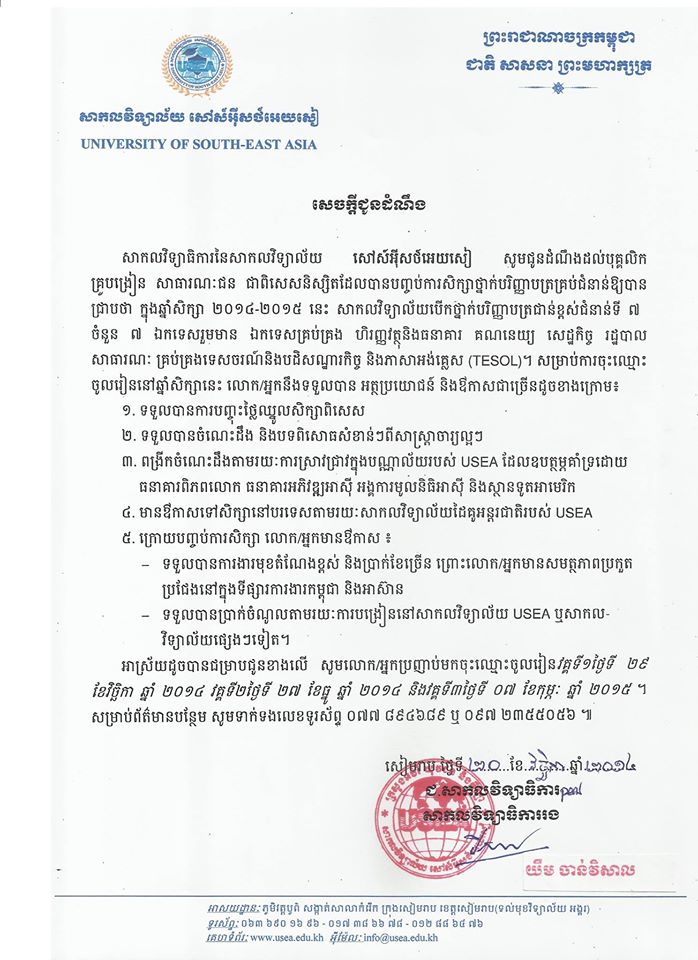 ព្រះរាជាណាចក្រកម្ពុជា
ជាតិ សាសនា ព្រះមហាក្សត្រ
សាកលវិទ្យាល័យ សៅស៍អ៊ីសថ៍អេយសៀ
UNIVERSITY OF SOUTH-EAST ASIA
សេចក្តីជូនដំណឹង
សាកលវិទ្យាធិការនៃសាកលវិទ្យាល័យ សៅស៍អ៊ីសថ៍អេយសៀ សូមជូនដំណឹងដល់បុគ្គលិក
គ្រូបង្រៀន សាធារណៈជន ជាពិសេសនិស្សិតដែលបានបញ្ចប់ការសិក្សាថ្នាក់បរិញ្ញាបត្រគ្រប់ជំនាន់ឱ្យបាន
ជ្រាបថា ក្នុងឆ្នាំសិក្សា ២០១៤-២០១៥ នេះ សាកលវិទ្យាល័យបើកថ្នាក់បរិញ្ញាបត្រជាន់ខ្ពស់ជំនាន់ទី ៧
ចំនួន ៧ ឯកទេសរួមមាន ឯកទេសគ្រប់គ្រង ហិរញ្ញវត្ថុនិងធនាគារ គណនេយ្យ សេដ្ឋកិច្ច រដ្ឋបាល
សាធារណៈ គ្រប់គ្រងទេសចរណ៍និងបដិសណ្ឋារកិច្ច និងភាសាអង់គ្លេស (TESOL)។ សម្រាប់ការចុះឈ្មោះ
ចូលរៀននៅឆ្នាំសិក្សានេះ លោក/អ្នកនឹងទទួលបាន អត្ថប្រយោជន៍ និងឱកាសជាច្រើនដូចខាងក្រោម៖
១. ទទួលបានការបញ្ចុះថ្លៃឈ្នួលសិក្សាពិសេស
២. ទទួលបានចំណេះដឹង និងបទពិសោធសំខាន់ៗពីសាស្ត្រាចារ្យល្អៗ
៣. ពង្រីកចំណេះដឹងតាមរយៈការស្រាវជ្រាវក្នុងបណ្ណាល័យរបស់ USEA ដែលឧបត្ថម្ភគាំទ្រដោយ
ធនាគារពិភពលោក ធនាគារអភិវឌ្ឍអាស៊ី អង្គការមូលនិធិអាស៊ី និងស្ថានទូតអាមេរិក
៤. មានឱកាសទៅសិក្សានៅបរទេសតាមរយៈសាកលវិទ្យាល័យដៃគូអន្តរជាតិរបស់ USEA
៥. ក្រោយបញ្ចប់ការសិក្សា លោក/អ្នកមានឱកាស ៖
– ទទួលបានការងារមុខតំណែងខ្ពស់ និងប្រាក់ខែច្រើន ព្រោះលោក/អ្នកមានសមត្ថភាពប្រកួត
ប្រជែងនៅក្នុងទីផ្សារការងារកម្ពុជា និងអាស៊ាន
– ទទួលបានប្រាក់ចំណូលតាមរយៈការបង្រៀននៅសាកលវិទ្យាល័យ USEA ឬសាកល-
វិទ្យាល័យផ្សេងៗទៀត។
អាស្រ័យដូចបានជម្រាបជូនខាងលើ សូមលោក/អ្នកប្រញាប់មកចុះឈ្មោះចូលរៀនវគ្គទី១ថ្ងៃទី ២៩
ខែវិច្ឆិកា ឆ្នាំ ២០១៤ វគ្គទី២ថ្ងៃទី ២៧ ខែធ្នូ ឆ្នាំ ២០១៤ និងវគ្គទី៣ថ្ងៃទី ០៧ ខែកុម្ភៈ ឆ្នាំ ២០១៥ ។
សម្រាប់ព័ត៌មានបន្ថែម សូមទាក់ទងលេខទូរស័ព្ទ ០៧៧ ៨៩៤៦៨៩ ឬ ០៩៧ ២៣៥៥០៥៦ ៕
សៀមរាប ថ្ងៃទី ២០ ខែ វិច្ឆិកា ឆ្នាំ ២០១៤
ជ.សាកលវិទ្យាធិការ
សាកលវិទ្យាធិការរង
USEA
យឹម ចាន់វិសាល
អាសយដ្ឋាន: ភូមិវត្តបូព៌ សង្កាត់សាលាកំរើក ក្រុងសៀមរាប ខេត្តសៀមរាប(ទល់មុខវិទ្យាល័យ អង្គរ)
ទូរស័ព្ទ: ០៦៣ ៦៩០ ១៦ ៩៦ - ០១៧ ៣៨ ៦៦ ៧៨ - ០១២ ៨៨ ៦៤ ៧៦
គេហទំព័រ: www.usea.edu.kh អ៊ីម៉ែល: info@usea.edu.kh